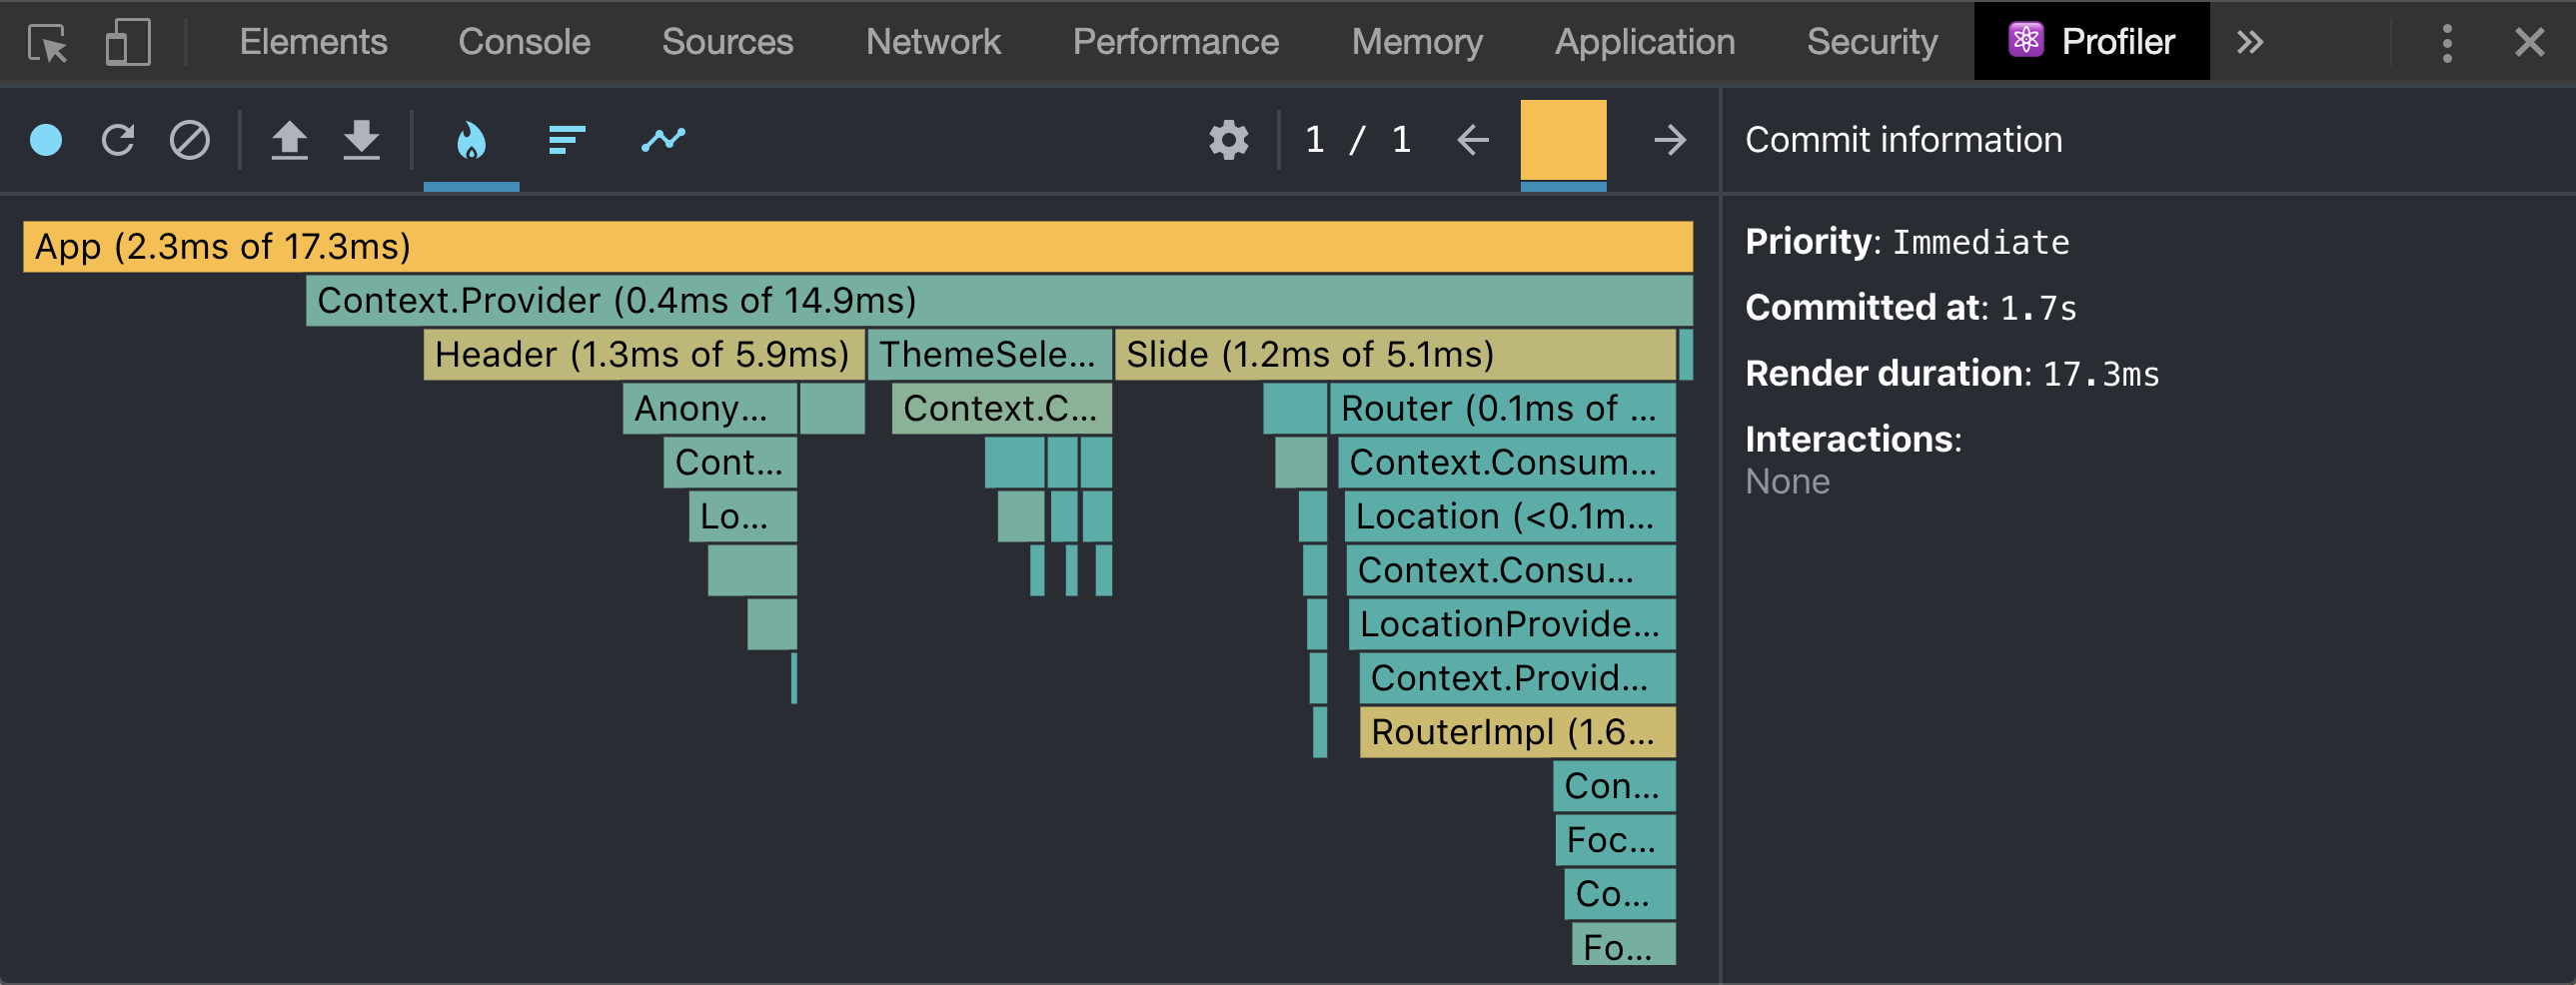 Elements Console Sources Network Performance Memory Application Security Profiler
1 / 1
Commit information
App (2.3ms of 17.3ms)
Context.Provider (0.4ms of 14.9ms)
Header (1.3ms of 5.9ms) ThemeSele... Slide (1.2ms of 5.1ms)
Anony... Context.C... Router (0.1ms of ...
Cont... Context.Consum...
Lo... Location (<0.1m...
Context.Consu...
LocationProvide...
Context.Provid...
RouterImpl (1.6...
Con...
Foc...
Co...
Fo...
Priority: Immediate
Committed at: 1.7s
Render duration: 17.3ms
Interactions:
None